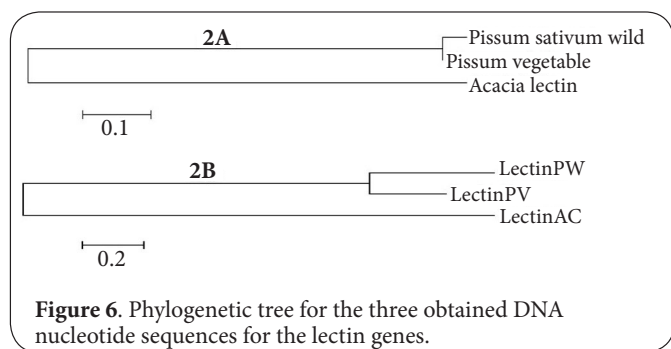 2A
Pissum sativum wild
Pissum vegetable
Acacia lectin
0.1
2B
LectinPW
LectinPV
LectinAC
0.2
Figure 6. Phylogenetic tree for the three obtained DNA
nucleotide sequences for the lectin genes.